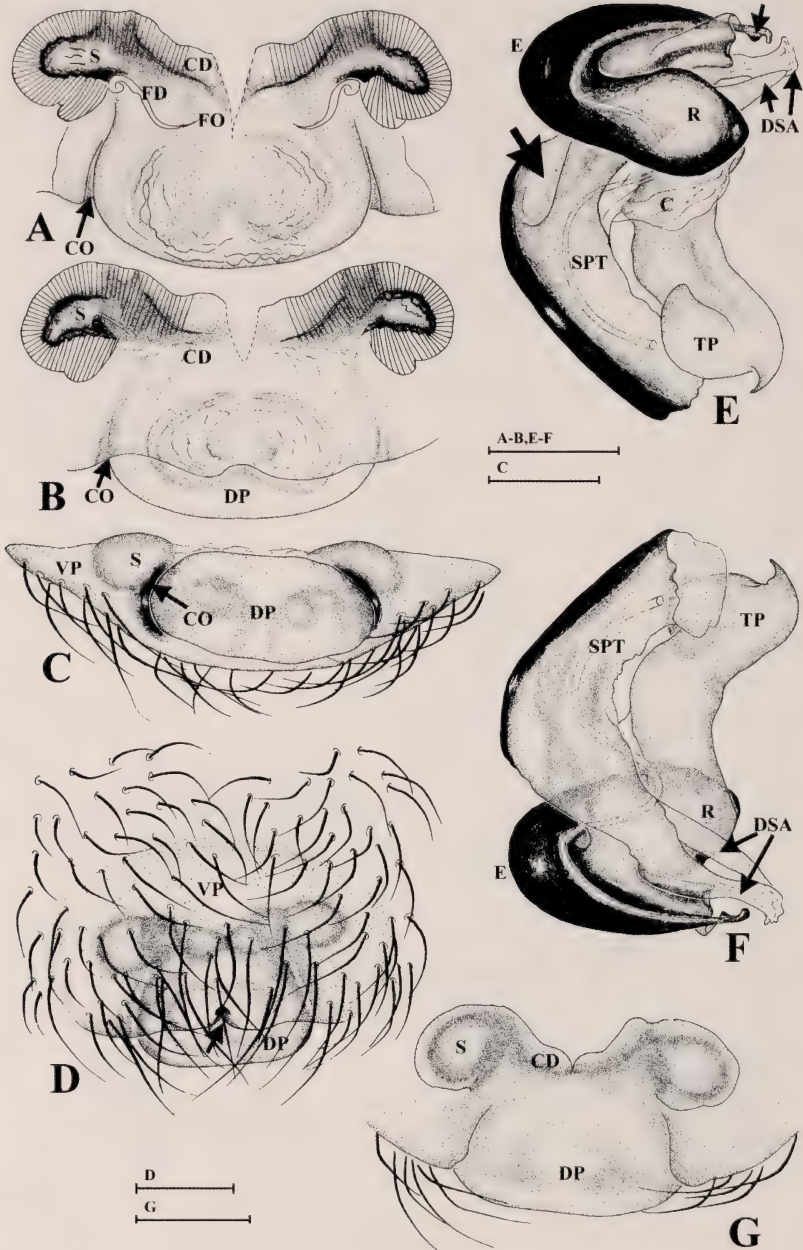 S
CD
FD
FO
CO
A
S
CD
CO
DP
B
VP
S
CO
DP
C
VP
DP
D
D
G
E
R
DSA
C
SPT
TP
E
A-B,E-F
C
SPT
TP
R
DSA
E
F
S
CD
DP
G